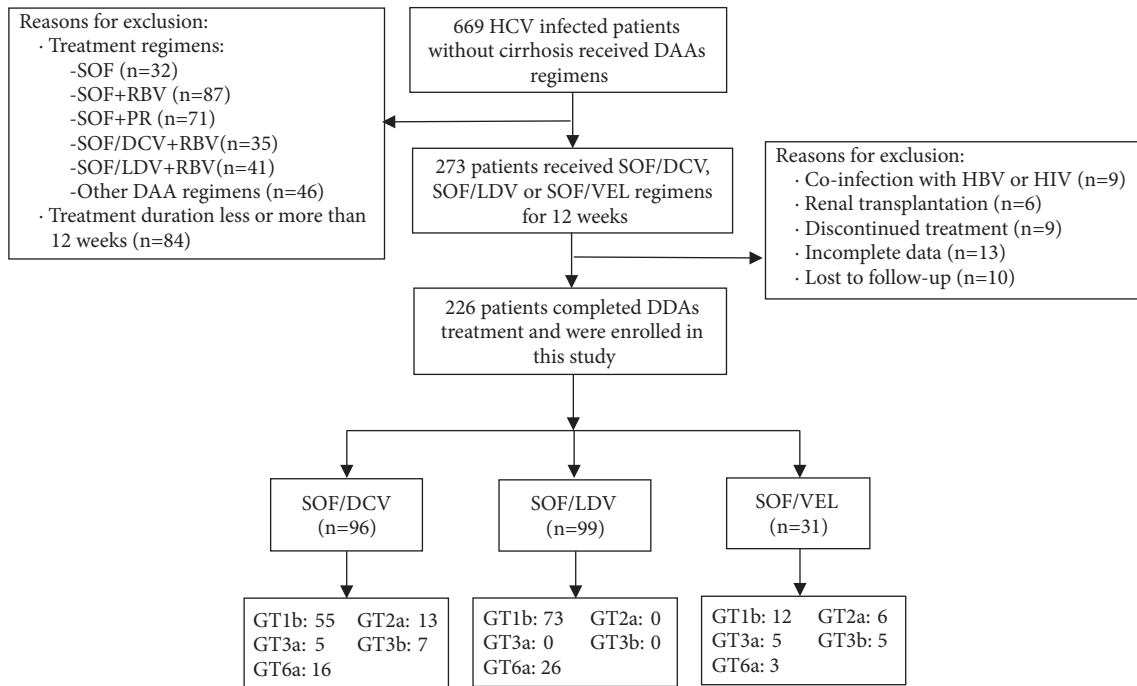 669 HCV infected patients
without cirrhosis received DAAs
regimens
Reasons for exclusion:
· Treatment regimens:
-SOF (n=32)
-SOF+RBV (n=87)
-SOF+PR (n=71)
-SOF/DCV+RBV(n=35)
-SOF/LDV+RBV(n=41)
-Other DAA regimens (n=46)
· Treatment duration less or more than
12 weeks (n=84)
273 patients received SOF/DCV,
SOF/LDV or SOF/VEL regimens
for 12 weeks
Reasons for exclusion:
· Co-infection with HBV or HIV (n=9)
· Renal transplantation (n=6)
· Discontinued treatment (n=9)
· Incomplete data (n=13)
· Lost to follow-up (n=10)
226 patients completed DDAs
treatment and were enrolled in
this study
SOF/DCV
(n=96)
SOF/LDV
(n=99)
SOF/VEL
(n=31)
GT1b: 55 GT2a: 13
GT3a: 5 GT3b: 7
GT6a: 16
GT1b: 73 GT2a: 0
GT3a: 0 GT3b: 0
GT6a: 26
GT1b: 12 GT2a: 6
GT3a: 5 GT3b: 5
GT6a: 3